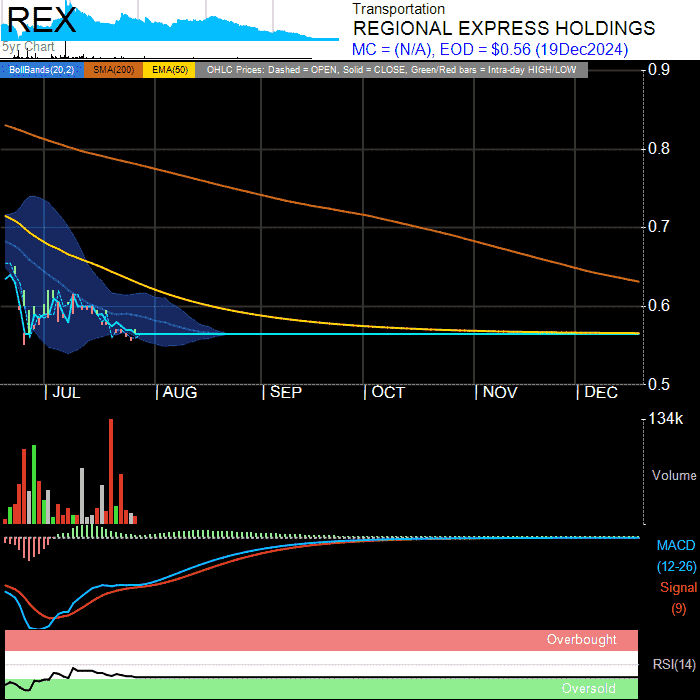 REX
5yr Chart
Transportation
REGIONAL EXPRESS HOLDINGS
MC = (N/A), EOD = $0.56 (19Dec2024)
BollBands(20,2) SMA(200) EMA(50) OHLC Prices: Dashed = OPEN, Solid = CLOSE, Green/Red bars = Intra-day HIGH/LOW
0.9
0.8
0.7
0.6
0.5
JUL AUG SEP OCT NOV DEC
134k
Volume
MACD
(12-26)
Signal
(9)
Overbought
RSI(14)
Oversold